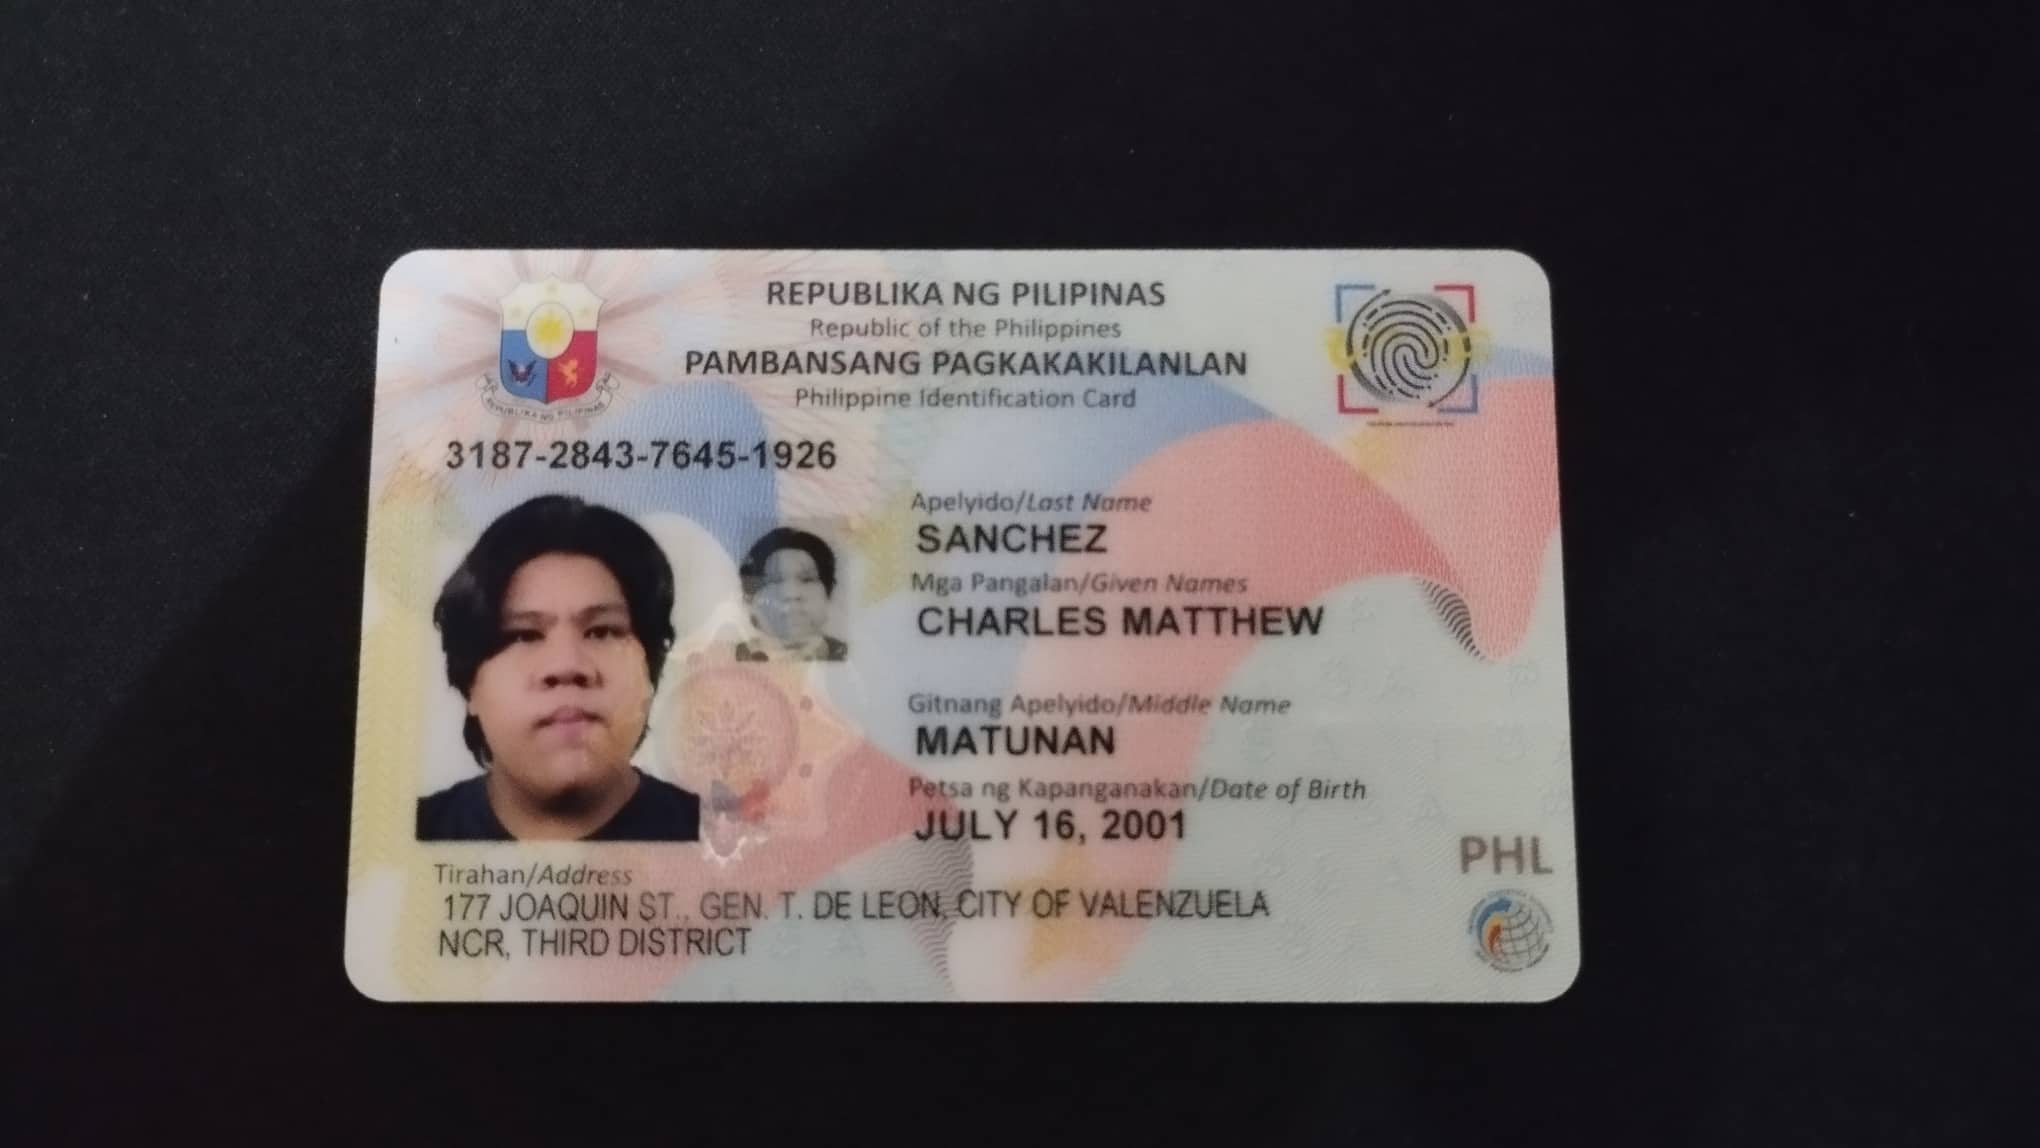 REPUBLIKA NG PILIPINAS
Republic of the Philippines
PAMBANSANG PAGKAKAKILANLAN
Philippine Identification Card
REPUBLIKA NG PILIPINAS
3187-2843-7645-1926
Apelyido/Last Name
SANCHEZ
Mga Pangalan/Given Names
CHARLES MATTHEW
Gitnang Apelyido/Middle Name
MATUNAN
Petsa ng Kapanganakan/Date of Birth
JULY 16, 2001
PHL
Tirahan/Address
177 JOAQUIN ST., GEN. T. DE LEON, CITY OF VALENZUELA
NCR, THIRD DISTRICT